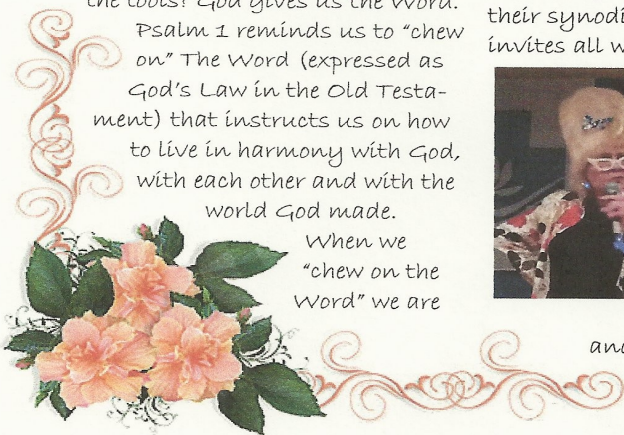 the tools! God gives us the Word.
Psalm 1 reminds us to “chew
on” The Word (expressed as
God's Law in the Old Testa-
ment) that instructs us on how
to live in harmony with God,
with each other and with the
world God made.
When we
“chew on the
Word” we are
their
invites all
and